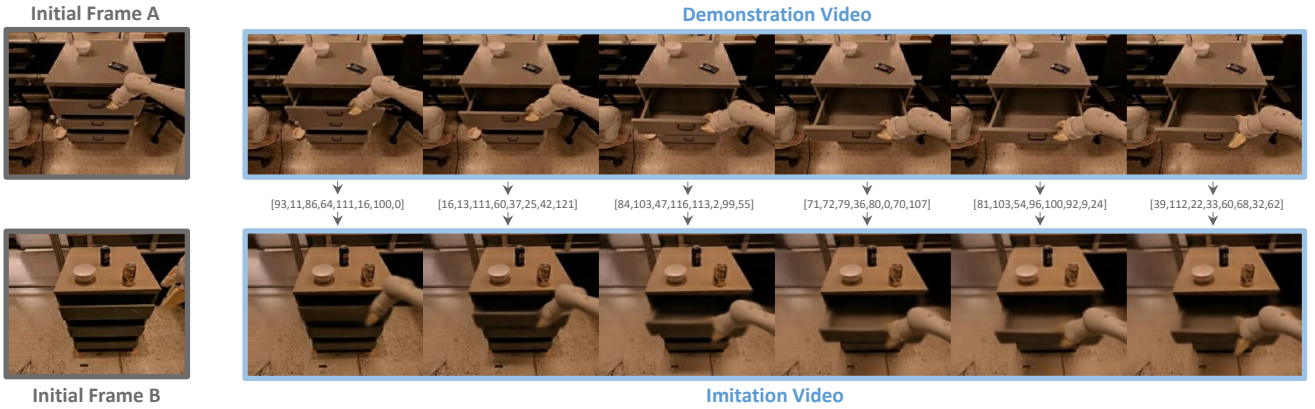 Initial Frame A
Demonstration Video
[93,11,86,64,111,16,100,0]
[16,13,111,60,37,25,42,121]
[84,103,47,116,113,2,99,55]
[71,72,79,36,80,0,70,107]
[81,103,54,96,100,92,9,24]
[39,112,22,33,60,68,32,62]
Initial Frame B
Imitation Video